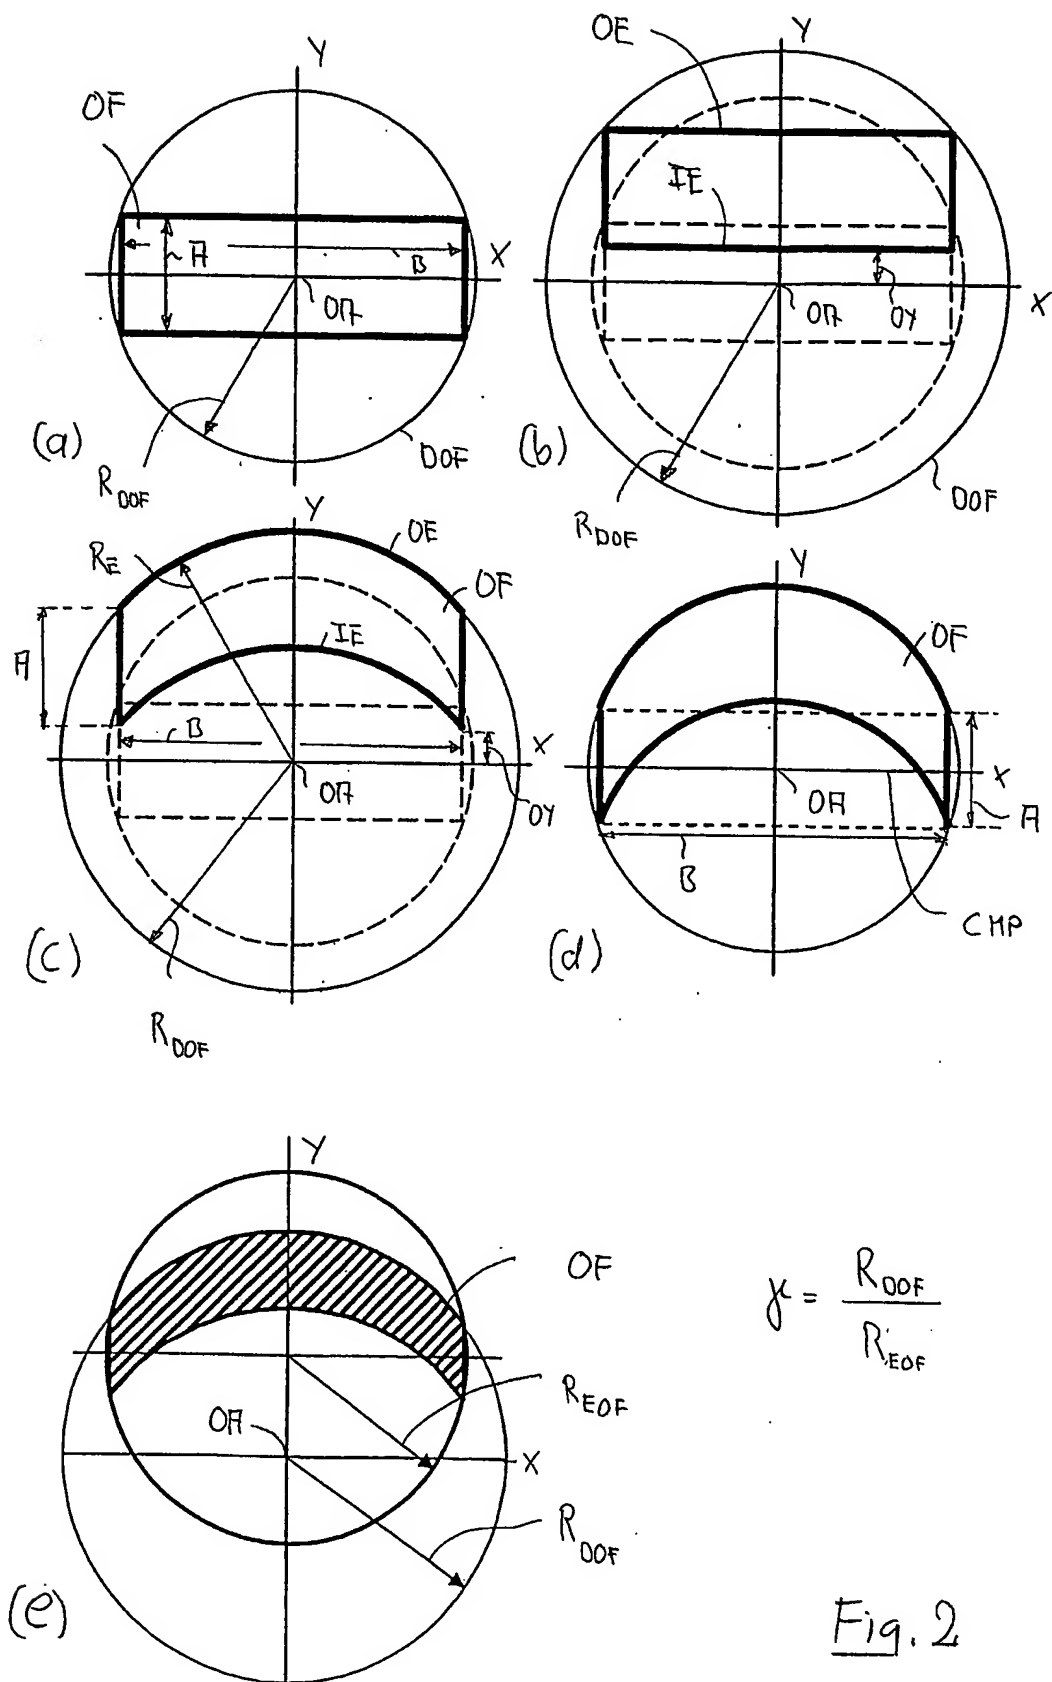 Y
OF
A
B
X
OA
R_DOF
DOF
(a)
OE
Y
IE
X
OA
OY
R_DOF
DOF
(b)
Y
OE
R_E
OF
IE
A
B
X
OA
OY
(c)
R_DOF
Y
OF
X
OA
A
B
CMP
(d)
Y
OF
R_EOF
OA
X
R_DOF
(e)
γ = R_DOF / R_EOF
Fig. 2